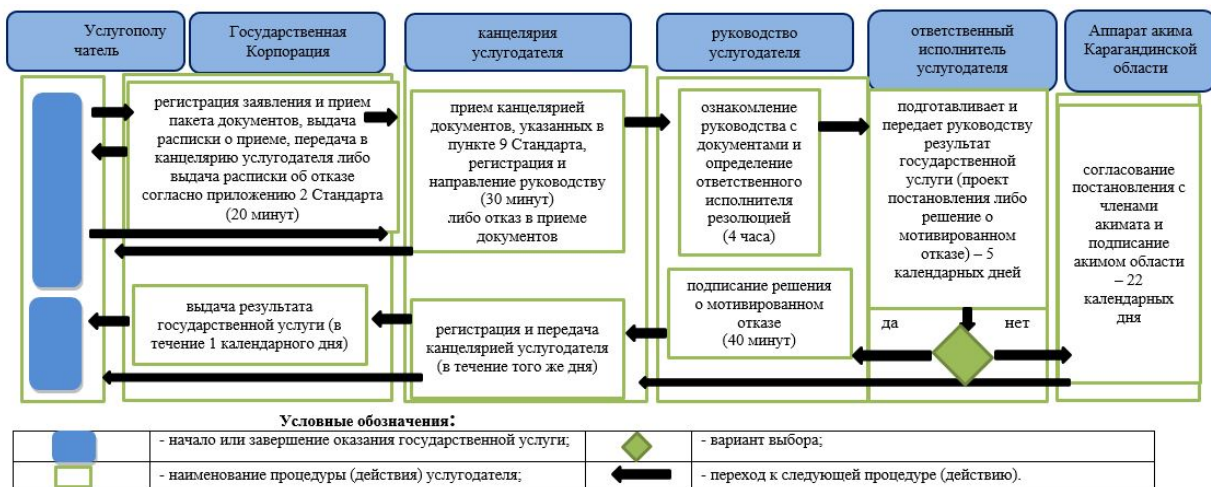 Услугополу
чатель
Государственная
Корпорация
канцелярия
услугодателя
руководство
услугодателя
ответственный
исполнитель
услугодателя
Аппарат акима
Карагандинской
области
регистрация заявления и прием
пакета документов, выдача
расписки о приеме, передача в
канцелярию услугодателя либо
выдача расписки об отказе
согласно приложению 2 Стандарта
(20 минут)
прием канцелярией
документов, указанных в
пункте 9 Стандарта,
регистрация и
направление руководству
(30 минут)
либо отказ в приеме
документов
ознакомление
руководства с
документами и
определение
ответственного
исполнителя
резолюцией
(4 часа)
подготавливает и
передает руководству
результат
государственной
услуги (проект
постановления либо
решение о
мотивированном
отказе) – 5
календарных дней
согласование
постановления с
членами
акимата и
подписание
акимом области
– 22
календарных
дня
выдача результата
государственной услуги (в
течение 1 календарного дня)
регистрация и передача
канцелярией услугодателя
(в течение того же дня)
подписание решения
о мотивированном
отказе
(40 минут)
да
нет
Условные обозначения:
- начало или завершение оказания государственной услуги;
- вариант выбора;
- наименование процедуры (действия) услугодателя;
- переход к следующей процедуре (действию).